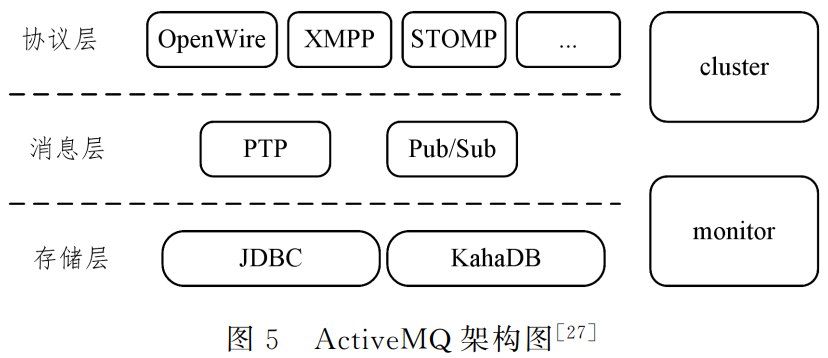 协议层 OpenWire XMPP STOMP ... cluster
消息层 PTP Pub/Sub
monitor
存储层 JDBC KahaDB
图 5 ActiveMQ 架构图[27]